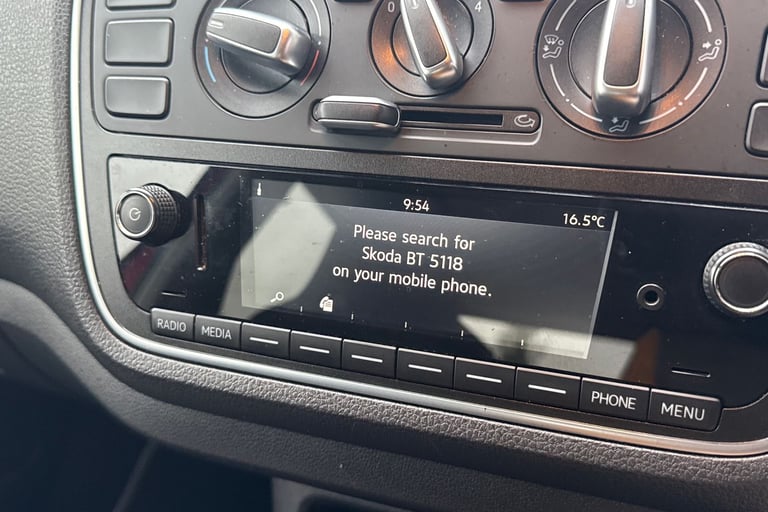 0 4
9:54
16.5°C
Please search for
Skoda BT 5118
on your mobile phone.
RADIO MEDIA PHONE MENU